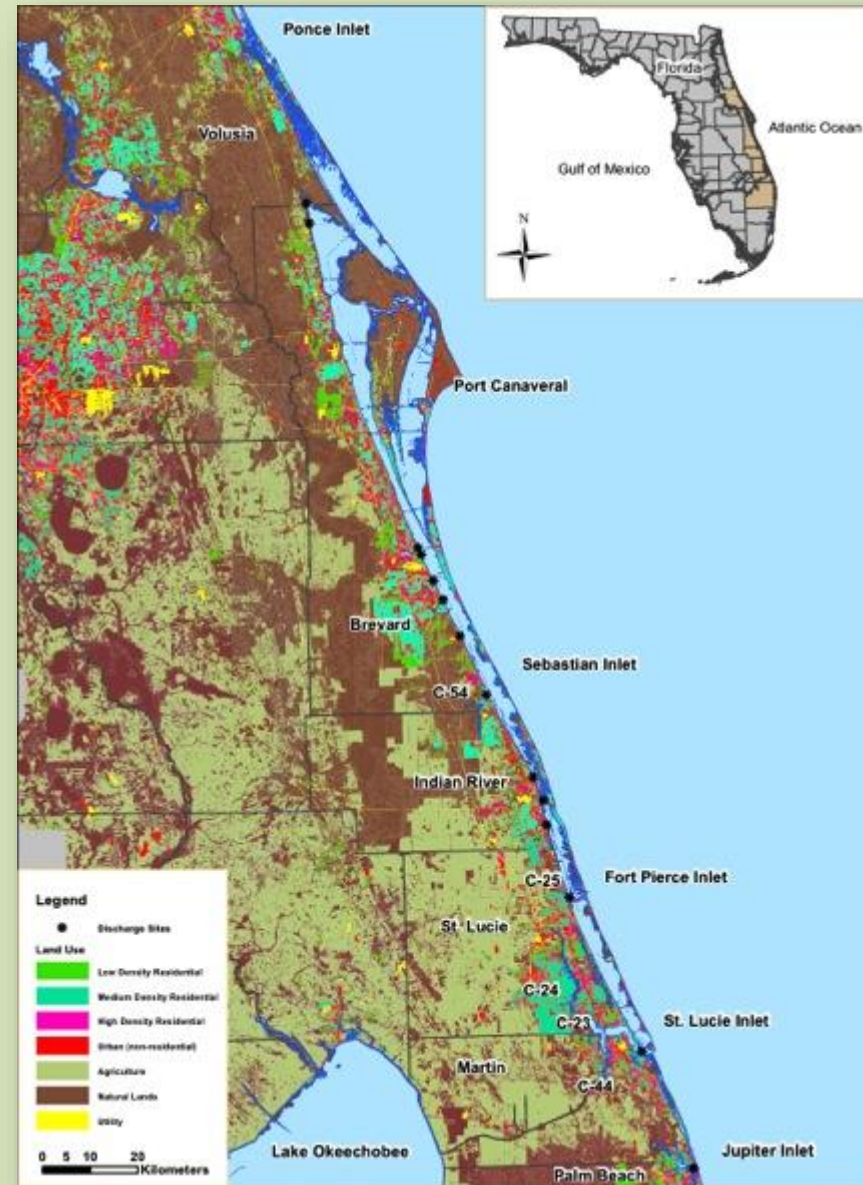 Ponce Inlet
Volusia
Florida
Atlantic Ocean
Gulf of Mexico
N
Port Canaveral
Brevard
Sebastian Inlet
C-54
Indian River
C-25
Fort Pierce Inlet
St. Lucie
C-24
C-23
St. Lucie Inlet
Martin
C-44
Lake Okeechobee
Jupiter Inlet
Palm Beach
Legend
Discharge Sites
Land Use
Low Density Residential
Medium Density Residential
High Density Residential
Urban (non-residential)
Agriculture
Natural Lands
Utility
0 5 10 20
Kilometers